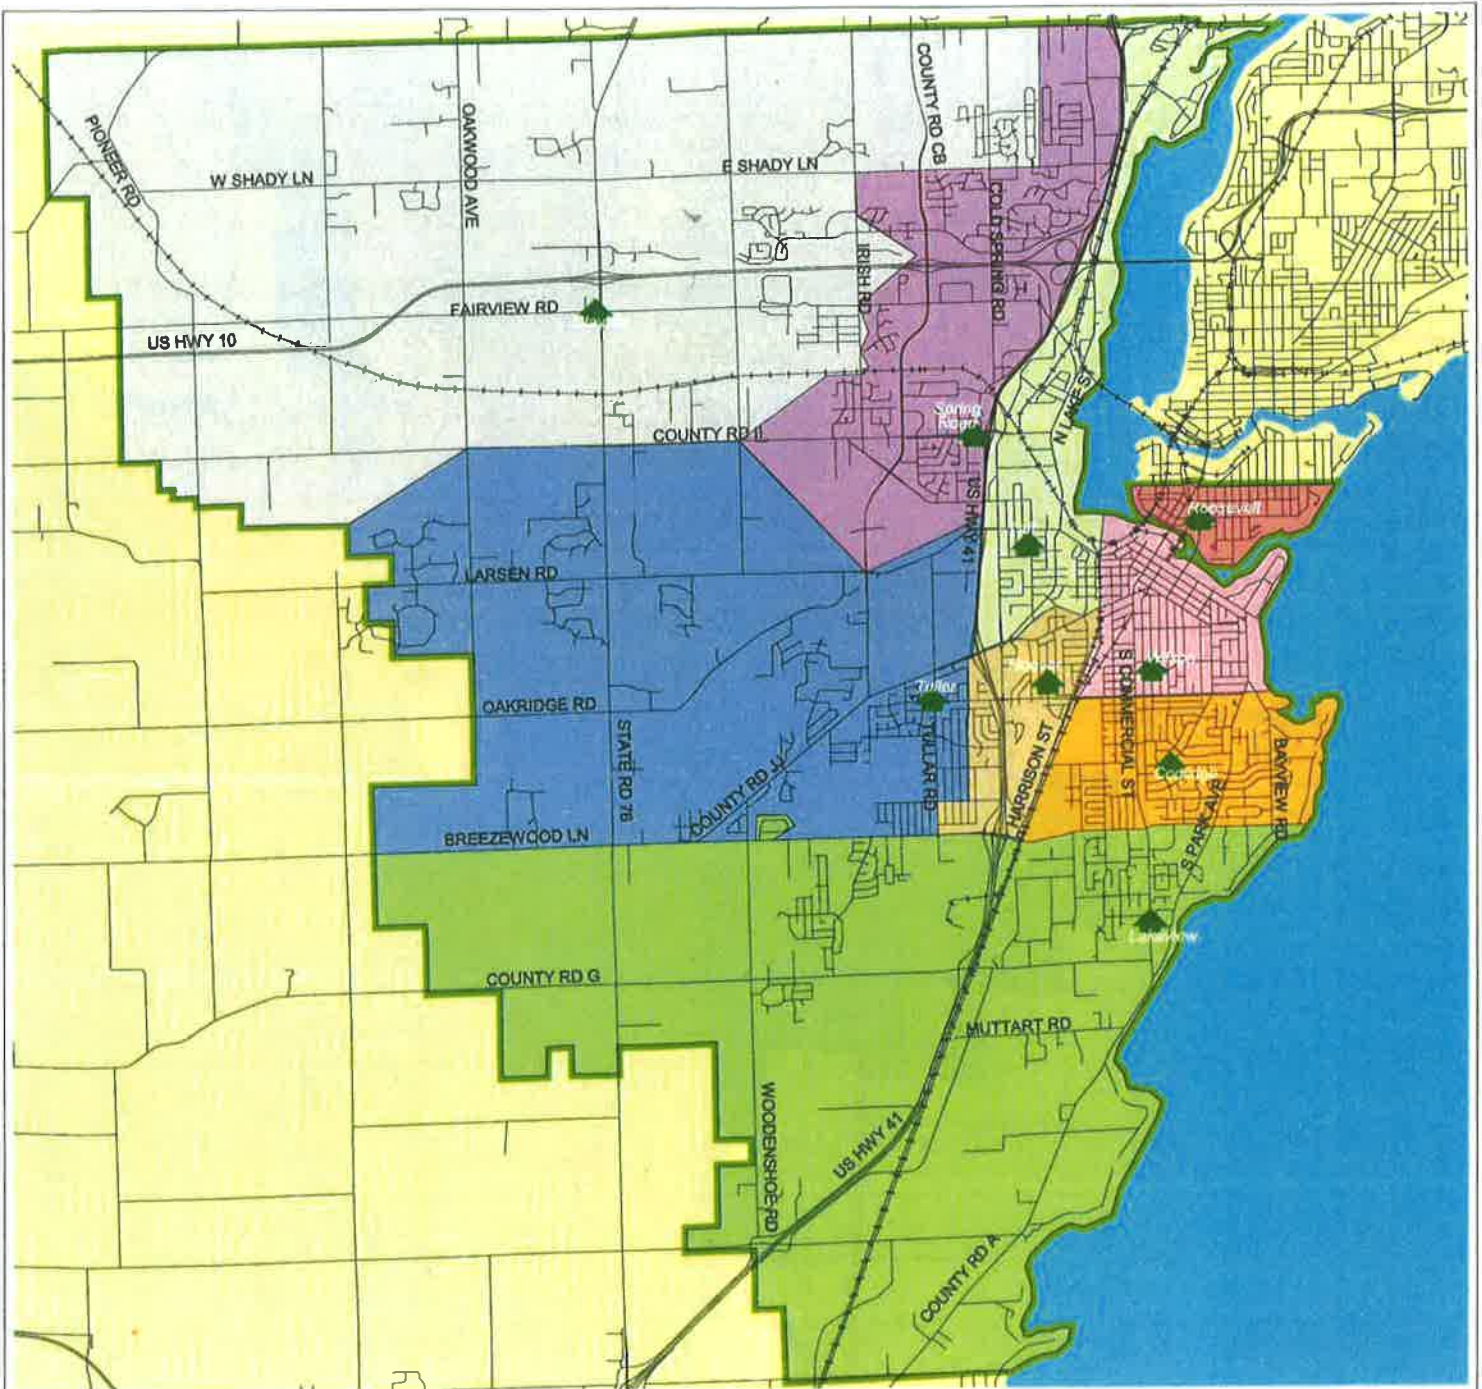 COUNTY RD CB
PIONEER RD
OAKWOOD AVE
W SHADY LN
E SHADY LN
COLD SPRING RD
IRISH RD
FAIRVIEW RD
US HWY 10
N LAKE ST
Spring
Road
COUNTY RD II
US HWY 41
Roosevelt
LARSEN RD
S COMMERCIAL ST
Tullar
OAKRIDGE RD
STATE RD 76
TULLAR RD
HARRISON ST
BAYVIEW RD
COUNTY RD JJ
S PARK AVE
BREEZEWOOD LN
Lakeview
COUNTY RD G
MUTTART RD
WOODENSHOE RD
US HWY 41
COUNTY RD A